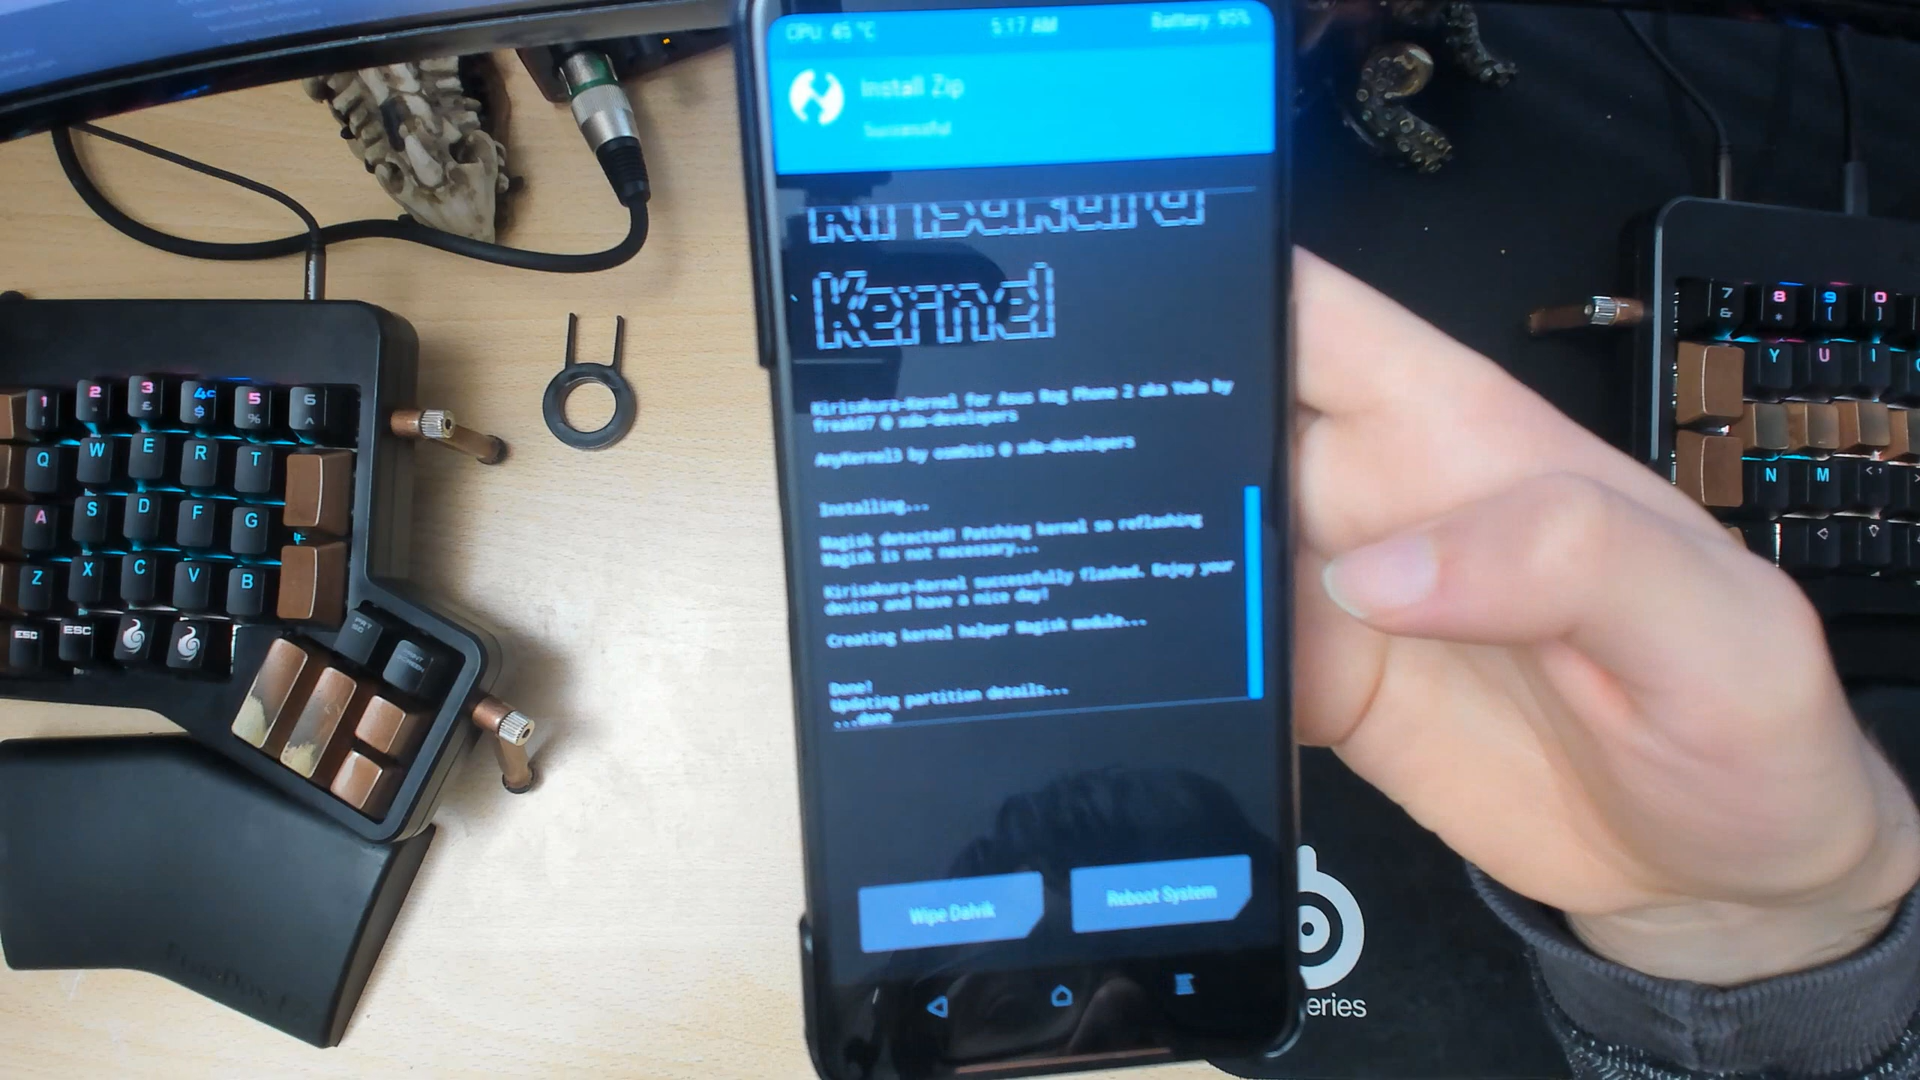 CPU: 45 °C 5:17 AM Battery: 95%
Install Zip
Successful
Kirisakura
Kernel
Kirisakura-Kernel for Asus Rog Phone 2 aka Yoda by
freak07 @ xda-developers
AnyKernel3 by osm0sis @ xda-developers
Installing...
Magisk detected! Patching kernel so reflashing
Magisk is not necessary...
Kirisakura-Kernel successfully flashed. Enjoy your
device and have a nice day!
Creating kernel helper Magisk module...
Done!
Updating partition details...
...done
Wipe Dalvik Reboot System
1 2 3 4 5 6
£ $ % ^
Q W E R T
A S D F G
Z X C V B
ESC ESC
7 8 9 0
& * ( )
Y U I
N M
eries